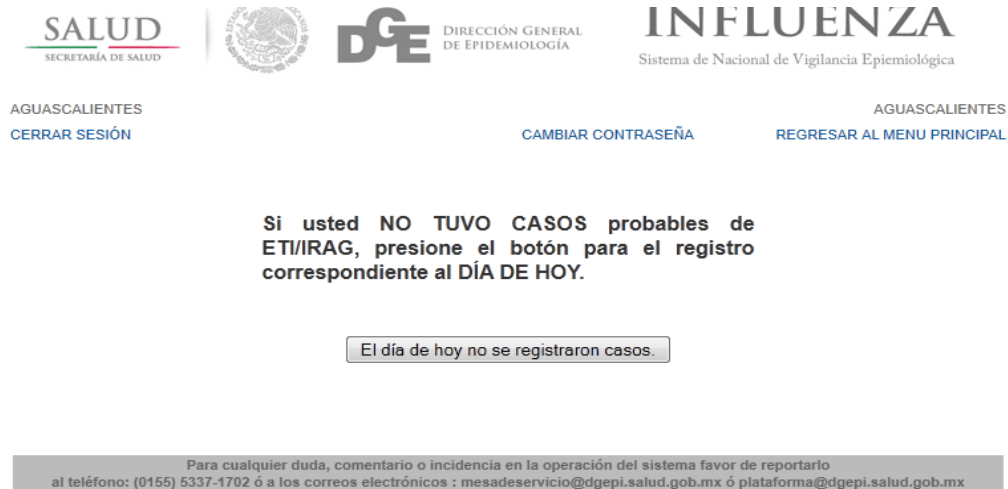 SALUD
SECRETARÍA DE SALUD
DGE
DIRECCIÓN GENERAL
DE EPIDEMIOLOGÍA
INFLUENZA
Sistema de Nacional de Vigilancia Epiemiológica
AGUASCALIENTES
AGUASCALIENTES
CERRAR SESIÓN
CAMBIAR CONTRASEÑA
REGRESAR AL MENU PRINCIPAL
Si usted NO TUVO CASOS probables de
ETI/IRAG, presione el botón para el registro
correspondiente al DÍA DE HOY.
El día de hoy no se registraron casos.
Para cualquier duda, comentario o incidencia en la operación del sistema favor de reportarlo
al teléfono: (0155) 5337-1702 ó a los correos electrónicos : mesadeservicio@dgepi.salud.gob.mx ó plataforma@dgepi.salud.gob.mx